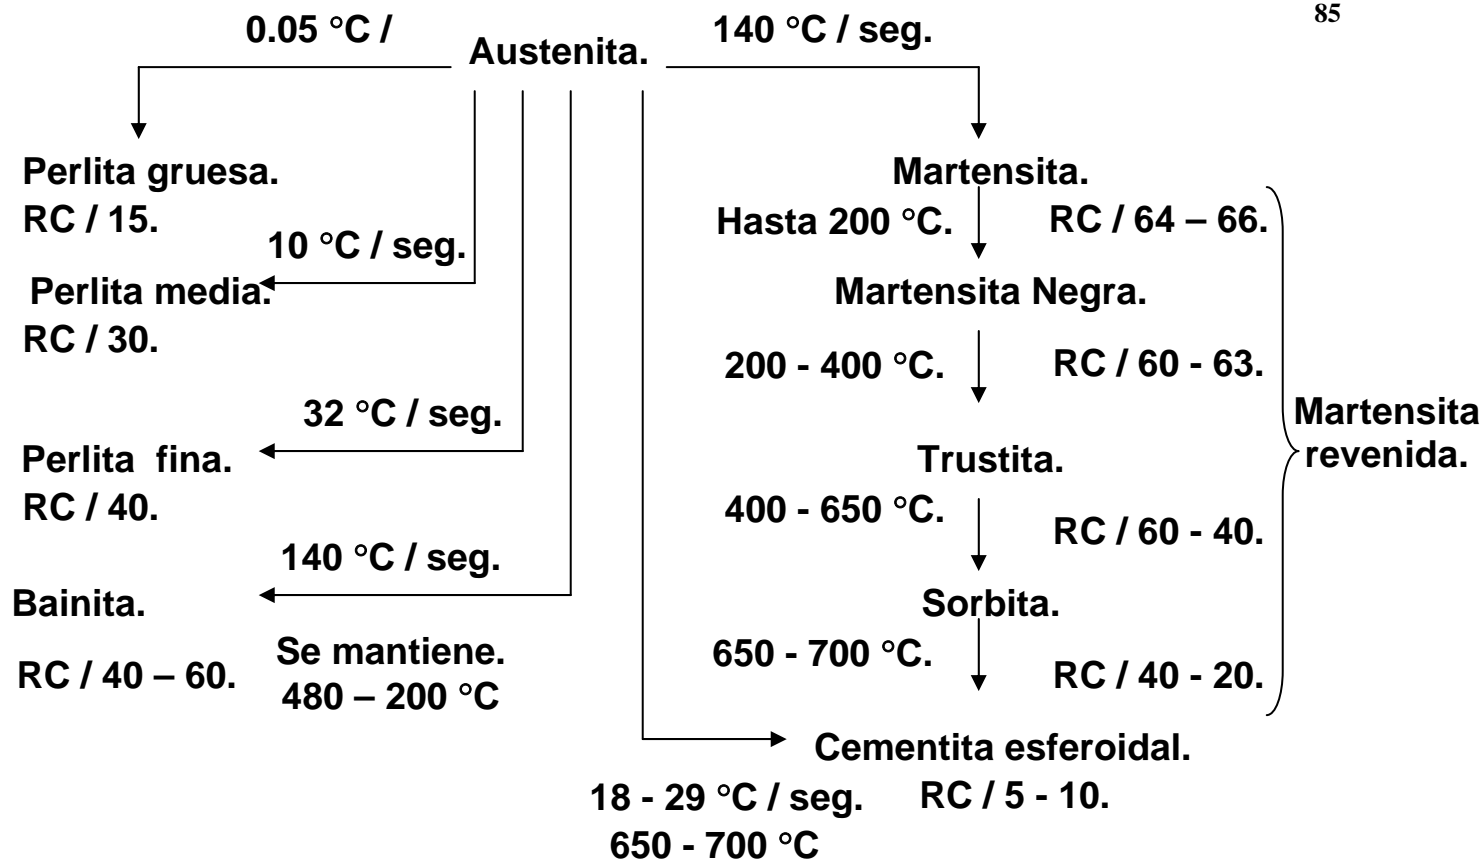 85
0.05 °C /
Austenita.
140 °C / seg.
Perlita gruesa.
RC / 15.
10 °C / seg.
Perlita media.
RC / 30.
32 °C / seg.
Perlita fina.
RC / 40.
140 °C / seg.
Bainita.
RC / 40 – 60.
Se mantiene.
480 – 200 °C
Martensita.
Hasta 200 °C.
RC / 64 – 66.
Martensita Negra.
200 - 400 °C.
RC / 60 - 63.
Trustita.
400 - 650 °C.
RC / 60 - 40.
Sorbita.
650 - 700 °C.
RC / 40 - 20.
Martensita
revenida.
Cementita esferoidal.
18 - 29 °C / seg.
650 - 700 °C
RC / 5 - 10.